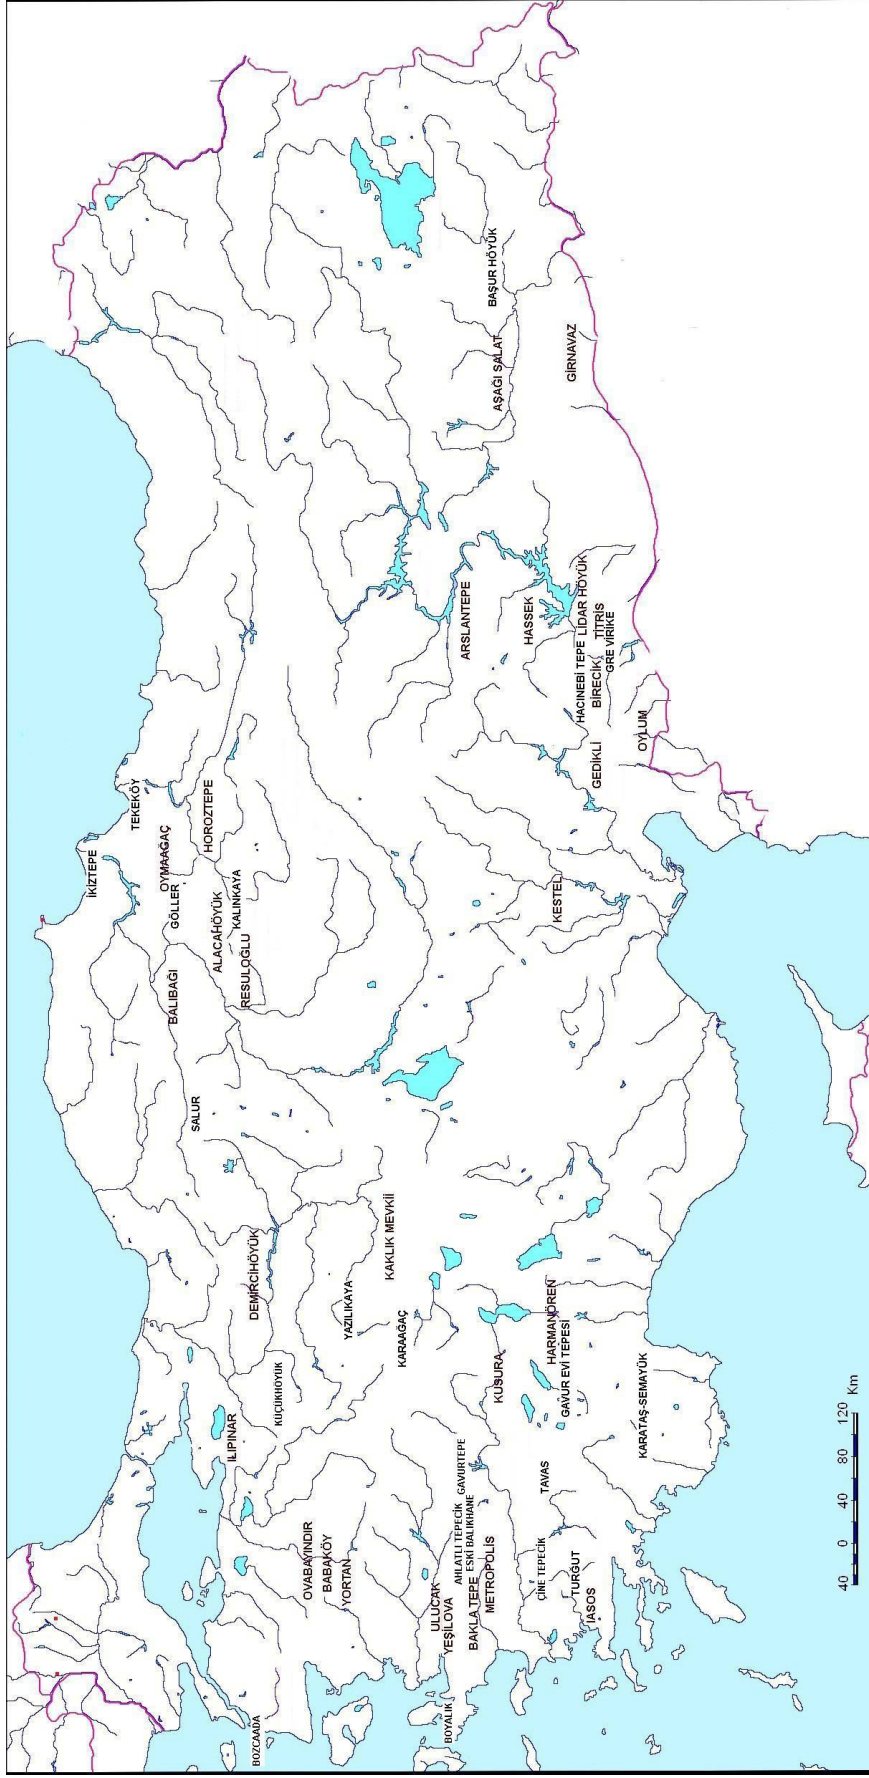 İKİZTEPE
TEKEKÖY
OYMAAĞAÇ
GÖLLER
HOROZTEPE
BALIBAĞI
ALACAHÖYÜK
KALINKAYA
RESULOĞLU
SALUR
DEMİRCİHÖYÜK
ILIPINAR
KÜÇÜKHÖYÜK
BOZCAADA
OVABAYINDIR
BABAKÖY
YORTAN
YAZILIKAYA
KAKLIK MEVKİİ
KARAAĞAÇ
ULUCAK
YEŞİLOVA
BOYALIK
AHLATLI TEPECİK
GAVURTEPE
ESKİ BALIKHANE
BAKLA TEPE
METROPOLIS
KUSURA
ARSLANTEPE
AŞAĞI SALAT
BAŞUR HÖYÜK
HASSEK
GİRNAVAZ
HACINEBİ TEPE
LİDAR HÖYÜK
BİRECİK
TİTRİŞ
GRE VİRİKE
GEDİKLİ
OYLUM
KESTEL
HARMANÖREN
GAVUR EVİ TEPESİ
TAVAS
ÇİNE TEPECİK
TURGUT
IASOS
KARATAŞ-SEMAYÜK
40 0 40 80 120 Km